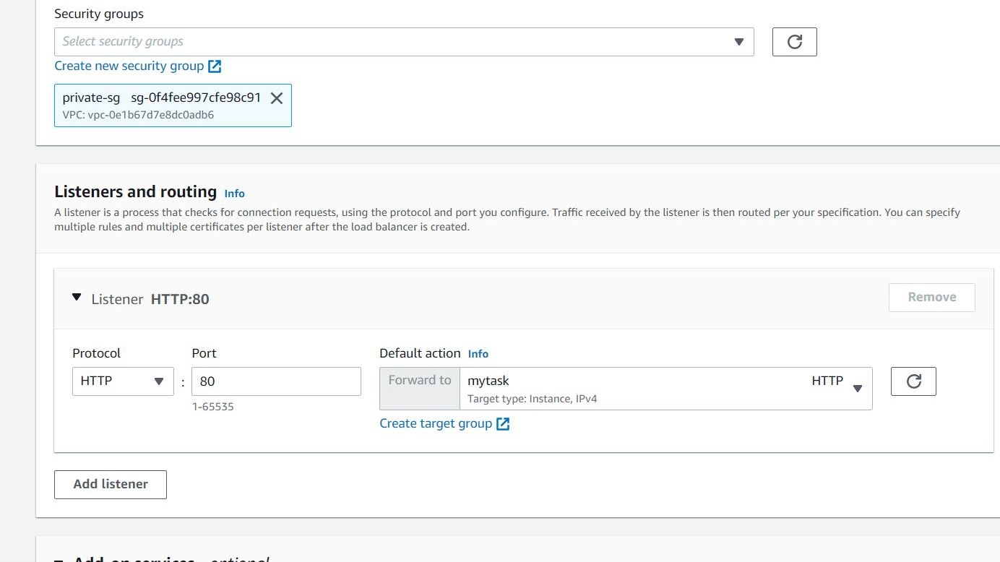 Security groups
Select security groups
Create new security group
private-sg sg-0f4fee997cfe98c91
VPC: vpc-0e1b67d7e8dc0adb6
Listeners and routing Info
A listener is a process that checks for connection requests, using the protocol and port you configure. Traffic received by the listener is then routed per your specification. You can specify
multiple rules and multiple certificates per listener after the load balancer is created.
Listener HTTP:80
Remove
Protocol Port Default action Info
HTTP : 80 Forward to mytask HTTP
Target type: Instance, IPv4
1-65535
Create target group
Add listener
Add-on services - optional